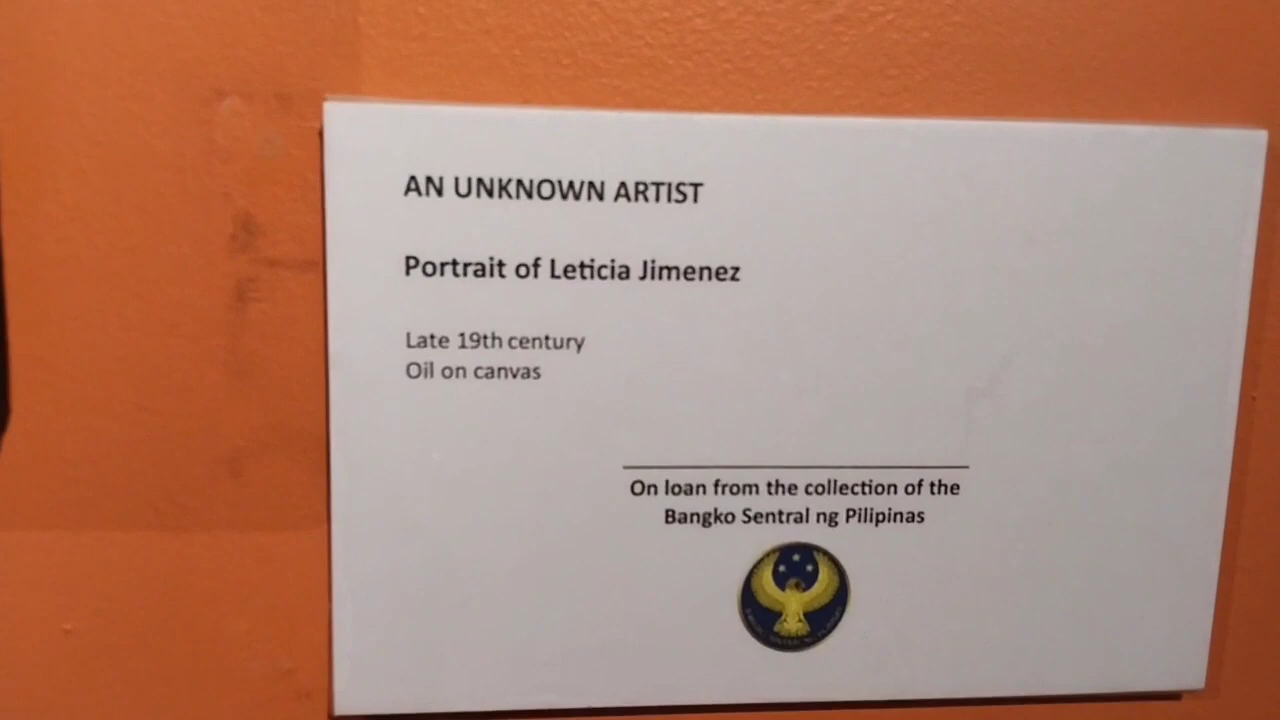 AN UNKNOWN ARTIST
Portrait of Leticia Jimenez
Late 19th century
Oil on canvas
On loan from the collection of the
Bangko Sentral ng Pilipinas